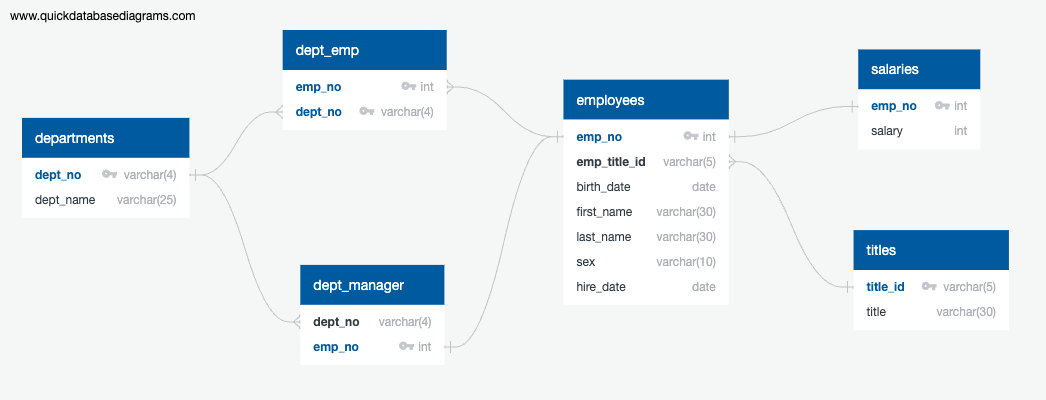 www.quickdatabasediagrams.com
departments
dept_no varchar(4)
dept_name varchar(25)
dept_emp
emp_no int
dept_no varchar(4)
dept_manager
dept_no varchar(4)
emp_no int
employees
emp_no int
emp_title_id varchar(5)
birth_date date
first_name varchar(30)
last_name varchar(30)
sex varchar(10)
hire_date date
salaries
emp_no int
salary int
titles
title_id varchar(5)
title varchar(30)